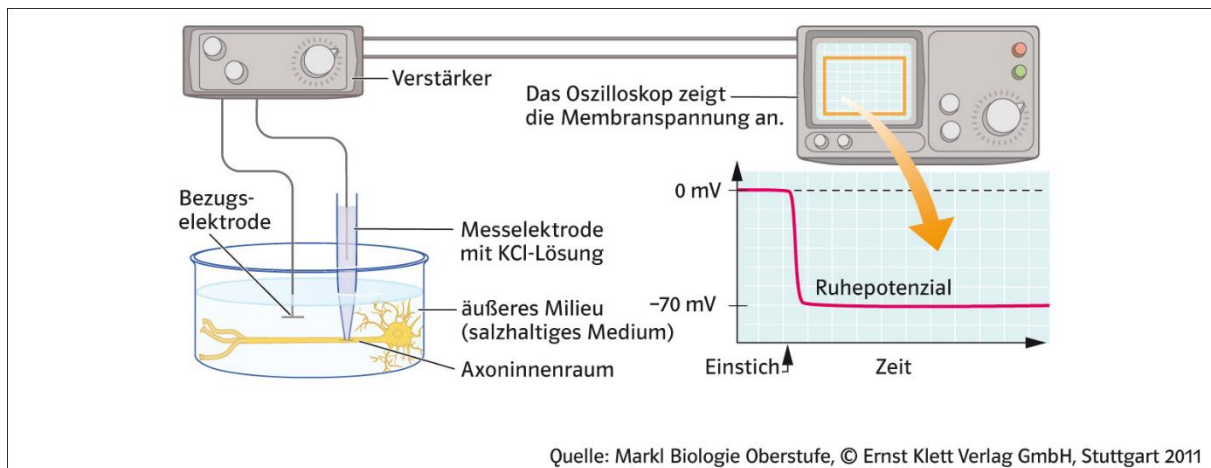 Verstärker
Das Oszilloskop zeigt
die Membranspannung an.
Bezugs-
elektrode
Messelektrode
mit KCl-Lösung
äußeres Milieu
(salzhaltiges Medium)
Axoninnenraum
0 mV
Ruhepotenzial
–70 mV
Einstich
Zeit
Quelle: Markl Biologie Oberstufe, © Ernst Klett Verlag GmbH, Stuttgart 2011